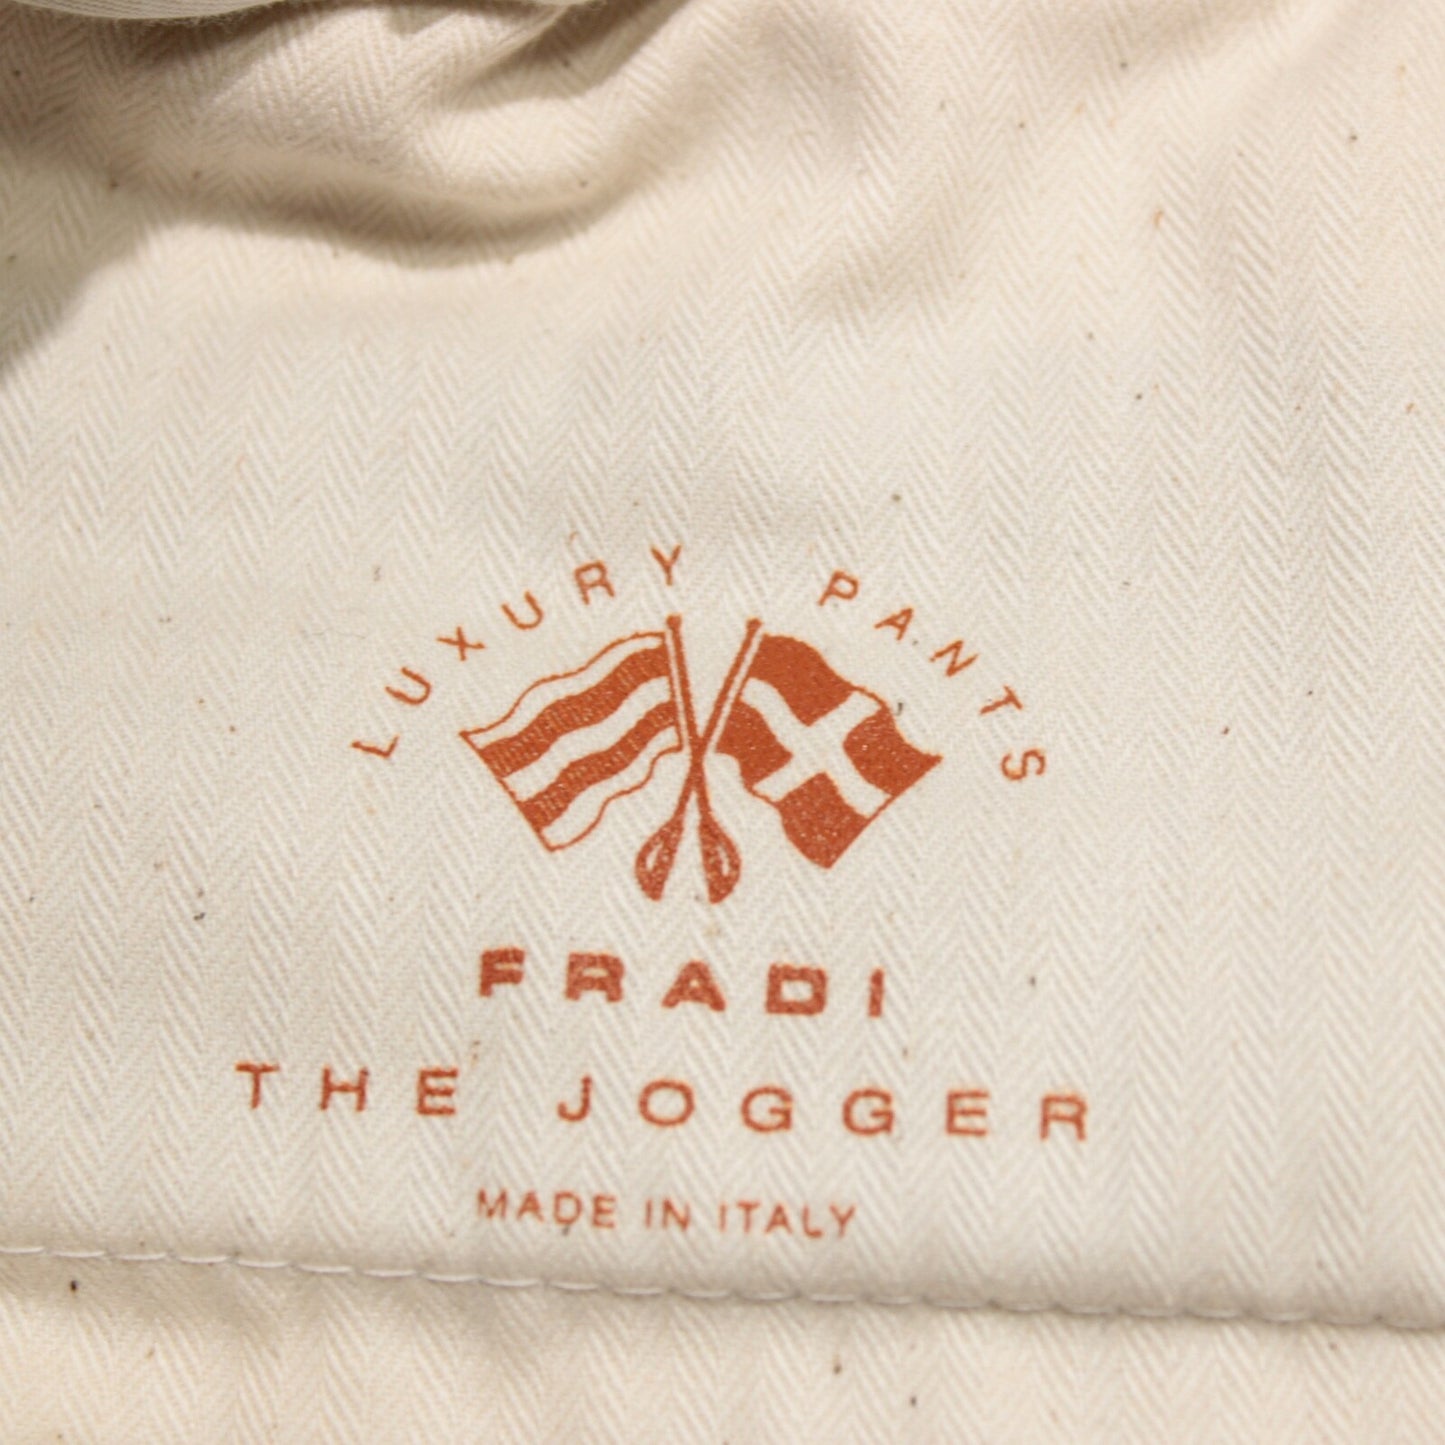 LUXURY PANTS
FRADI
THE JOGGER
MADE IN ITALY